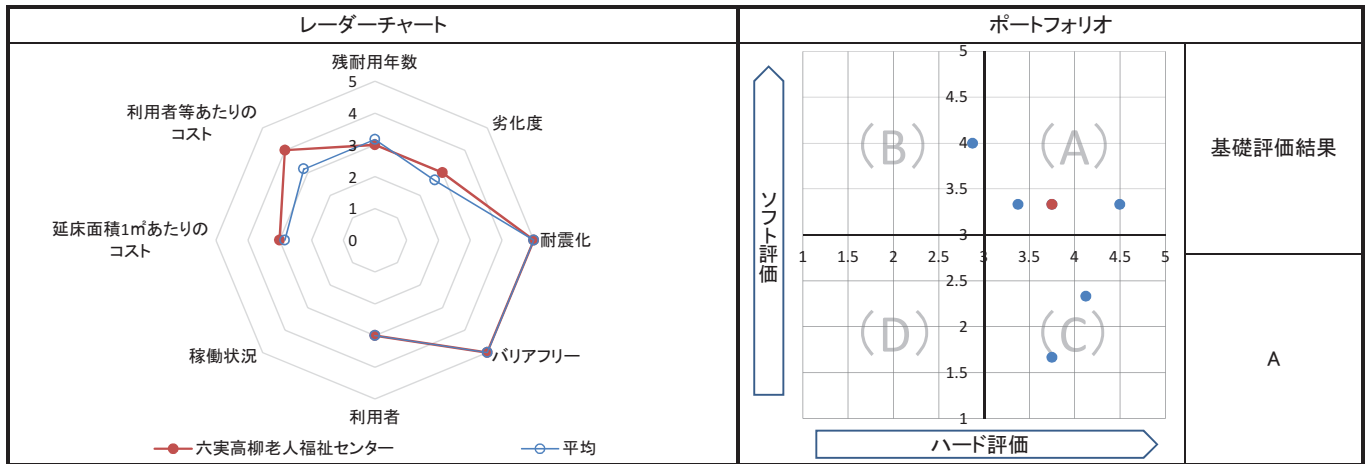 レーダーチャート
ポートフォリオ
残耐用年数
劣化度
耐震化
バリアフリー
利用者
稼働状況
延床面積1㎡あたりの
コスト
利用者等あたりの
コスト
5
4
3
2
1
0
六実高柳老人福祉センター
平均
ソフト評価
5
4.5
4
3.5
3
2.5
2
1.5
1
1
1.5
2
2.5
3
3.5
4
4.5
5
(B)
(A)
(D)
(C)
ハード評価
基礎評価結果
A